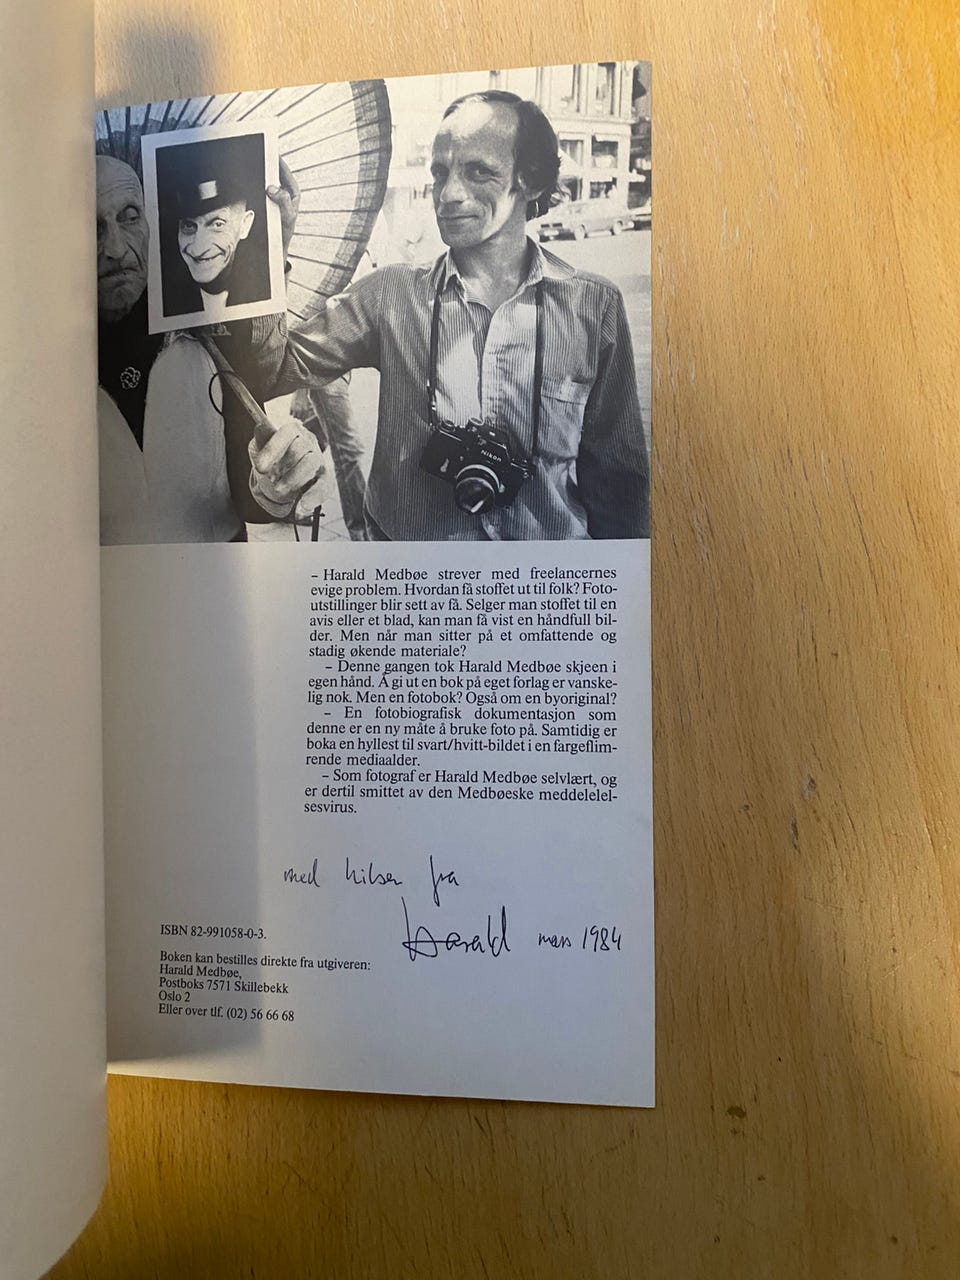 Nikon
– Harald Medbøe strever med freelancernes
evige problem. Hvordan få stoffet ut til folk? Foto-
utstillinger blir sett av få. Selger man stoffet til en
avis eller et blad, kan man få vist en håndfull bil-
der. Men når man sitter på et omfattende og
stadig økende materiale?
– Denne gangen tok Harald Medbøe skjeen i
egen hånd. Å gi ut en bok på eget forlag er vanske-
lig nok. Men en fotobok? Også om en byoriginal?
– En fotobiografisk dokumentasjon som
denne er en ny måte å bruke foto på. Samtidig er
boka en hyllest til svart/hvitt-bildet i en fargeflim-
rende mediaalder.
– Som fotograf er Harald Medbøe selvlært, og
er dertil smittet av den Medbøeske meddelelel-
sesvirus.
med hilsen fra
Harald mars 1984
ISBN 82-991058-0-3.
Boken kan bestilles direkte fra utgiveren:
Harald Medbøe,
Postboks 7571 Skillebekk
Oslo 2
Eller over tlf. (02) 56 66 68